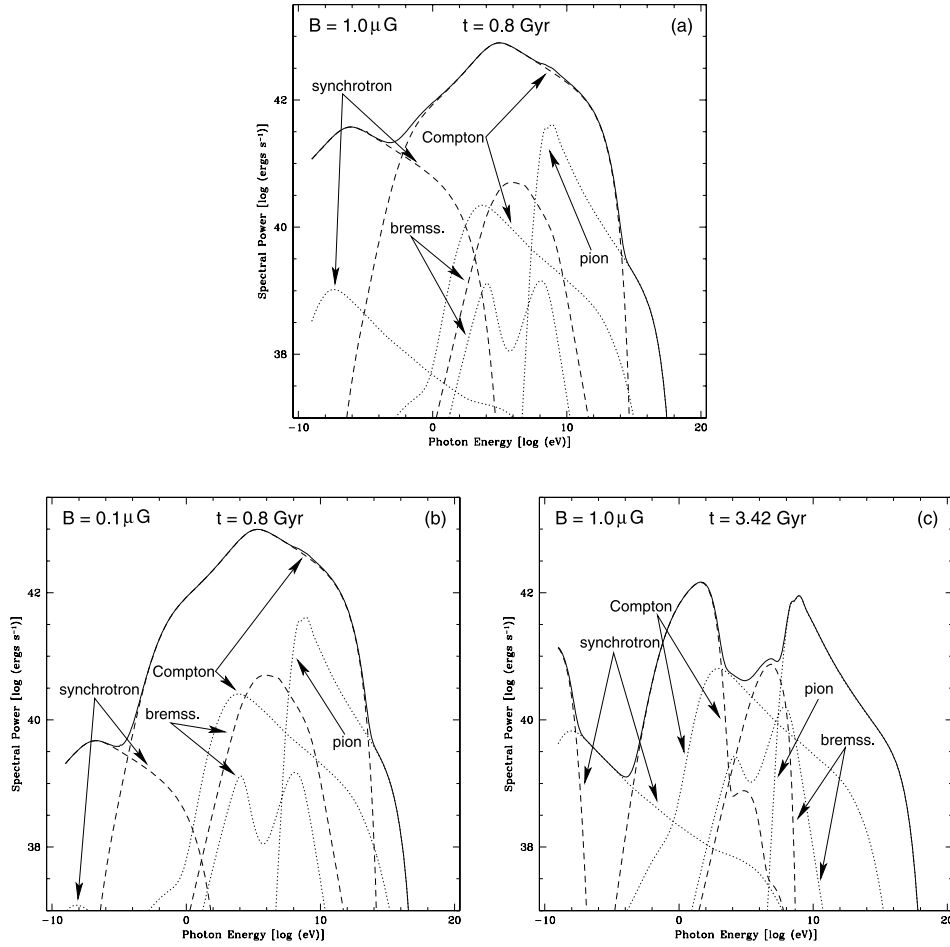 B = 1.0 μG t = 0.8 Gyr (a)
synchrotron
Compton
bremss.
pion
42
40
38
Spectral Power [log (ergs s⁻¹)]
-10 0 10 20
Photon Energy [log (eV)]
B = 0.1 μG t = 0.8 Gyr (b)
Compton
synchrotron
bremss.
pion
42
40
38
Spectral Power [log (ergs s⁻¹)]
-10 0 10 20
Photon Energy [log (eV)]
B = 1.0 μG t = 3.42 Gyr (c)
Compton
synchrotron
pion
bremss.
42
40
38
Spectral Power [log (ergs s⁻¹)]
-10 0 10 20
Photon Energy [log (eV)]